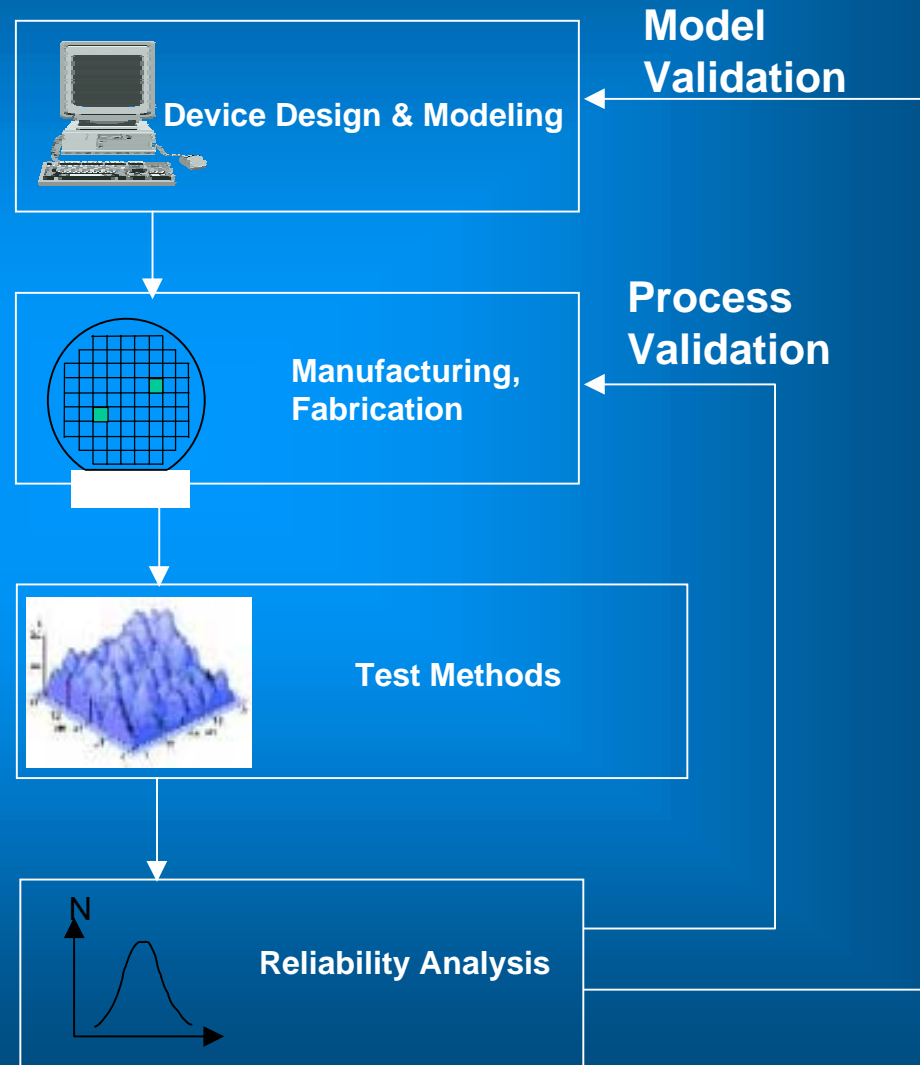 Model
Validation
Device Design & Modeling
Process
Validation
Manufacturing,
Fabrication
Test Methods
N
Reliability Analysis